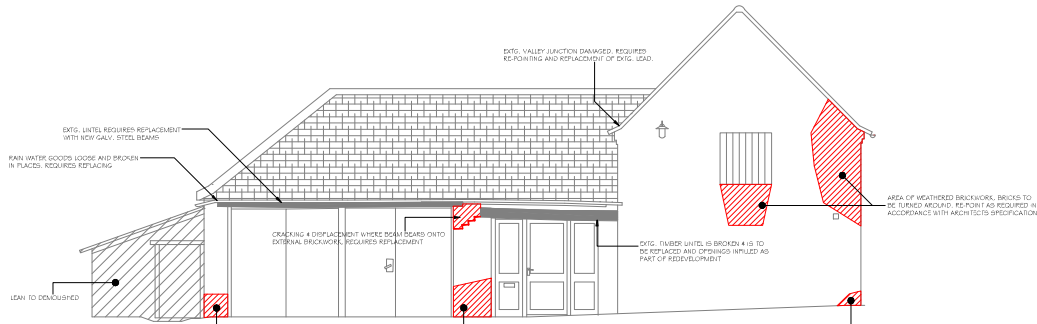 EXTG. VALLEY JUNCTION DAMAGED, REQUIRES
RE-POINTING AND REPLACEMENT OF EXTG. LEAD.
EXTG. LINTEL REQUIRES REPLACEMENT
WITH NEW GALV. STEEL BEAMS
RAIN WATER GOODS LOOSE AND BROKEN
IN PLACES, REQUIRES REPLACING
AREA OF WEATHERED BRICKWORK, BRICKS TO
BE TURNED AROUND. RE-POINT AS REQUIRED IN
ACCORDANCE WITH ARCHITECTS SPECIFICATION
CRACKING & DISPLACEMENT WHERE BEAM BEARS ONTO
EXTERNAL BRICKWORK, REQUIRES REPLACEMENT
EXTG. TIMBER LINTEL IS BROKEN & IS TO
BE REPLACED AND OPENINGS INFILLED AS
PART OF REDEVELOPMENT
LEAN TO DEMOLISHED